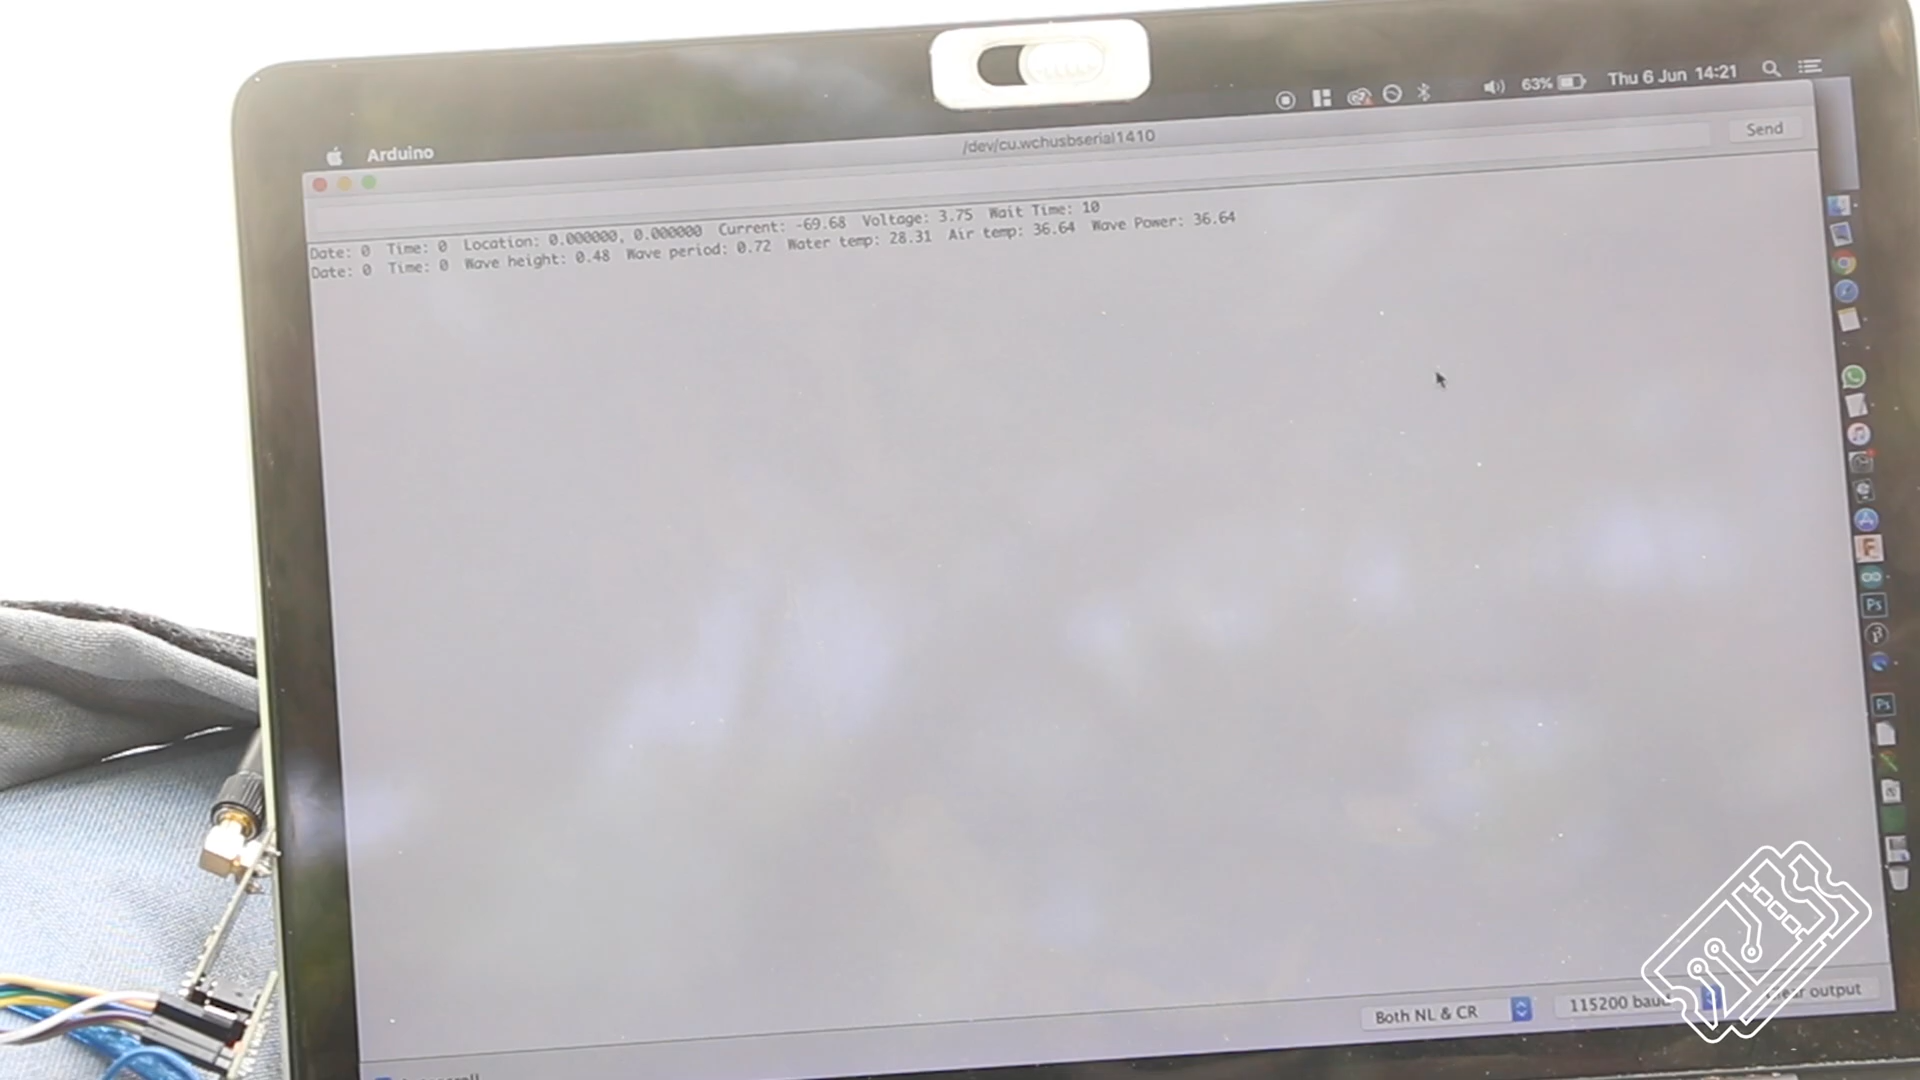 Arduino
63% Thu 6 Jun 14:21
/dev/cu.wchusbserial1410
Send
Date: 0 Time: 0 Location: 0.000000, 0.000000 Current: -69.68 Voltage: 3.75 Wait Time: 10
Date: 0 Time: 0 Wave height: 0.48 Wave period: 0.72 Water temp: 28.31 Air temp: 36.64 Wave Power: 36.64
Ps
Ps
Both NL & CR
115200 baud
Clear output